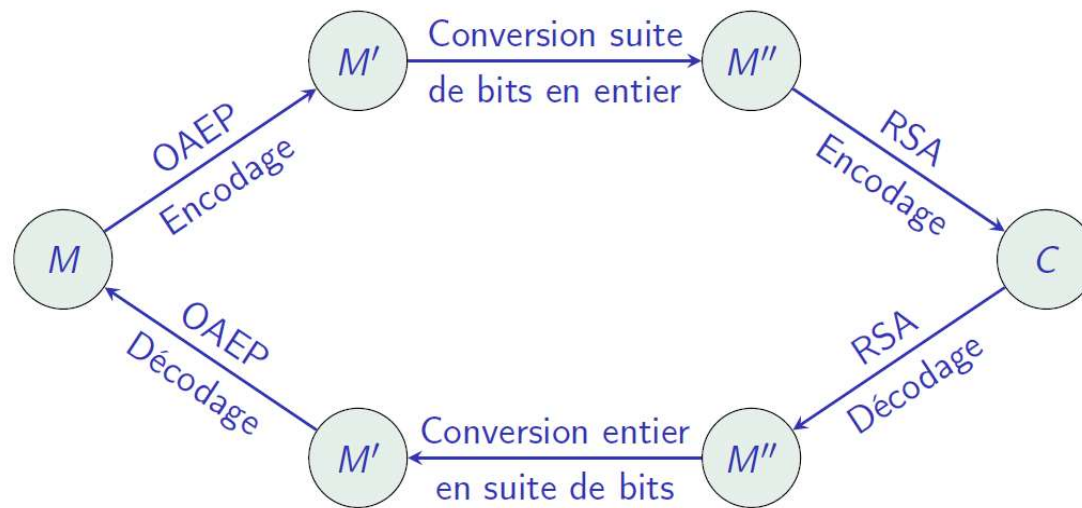 M′
Conversion suite
de bits en entier
M″
OAEP
Encodage
RSA
Encodage
M
C
OAEP
Décodage
RSA
Décodage
M′
Conversion entier
en suite de bits
M″